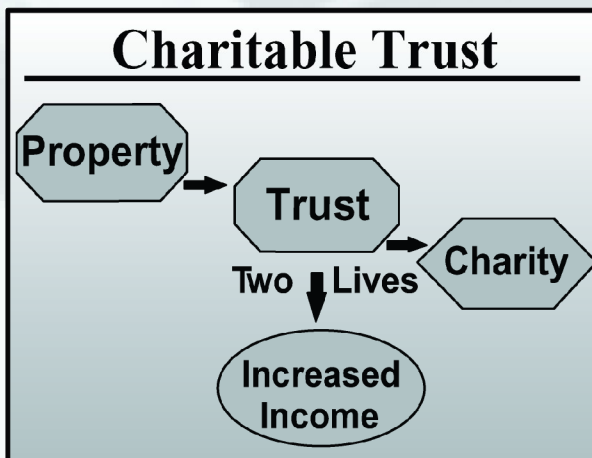 Charitable Trust
Property
Trust
Charity
Two Lives
Increased
Income